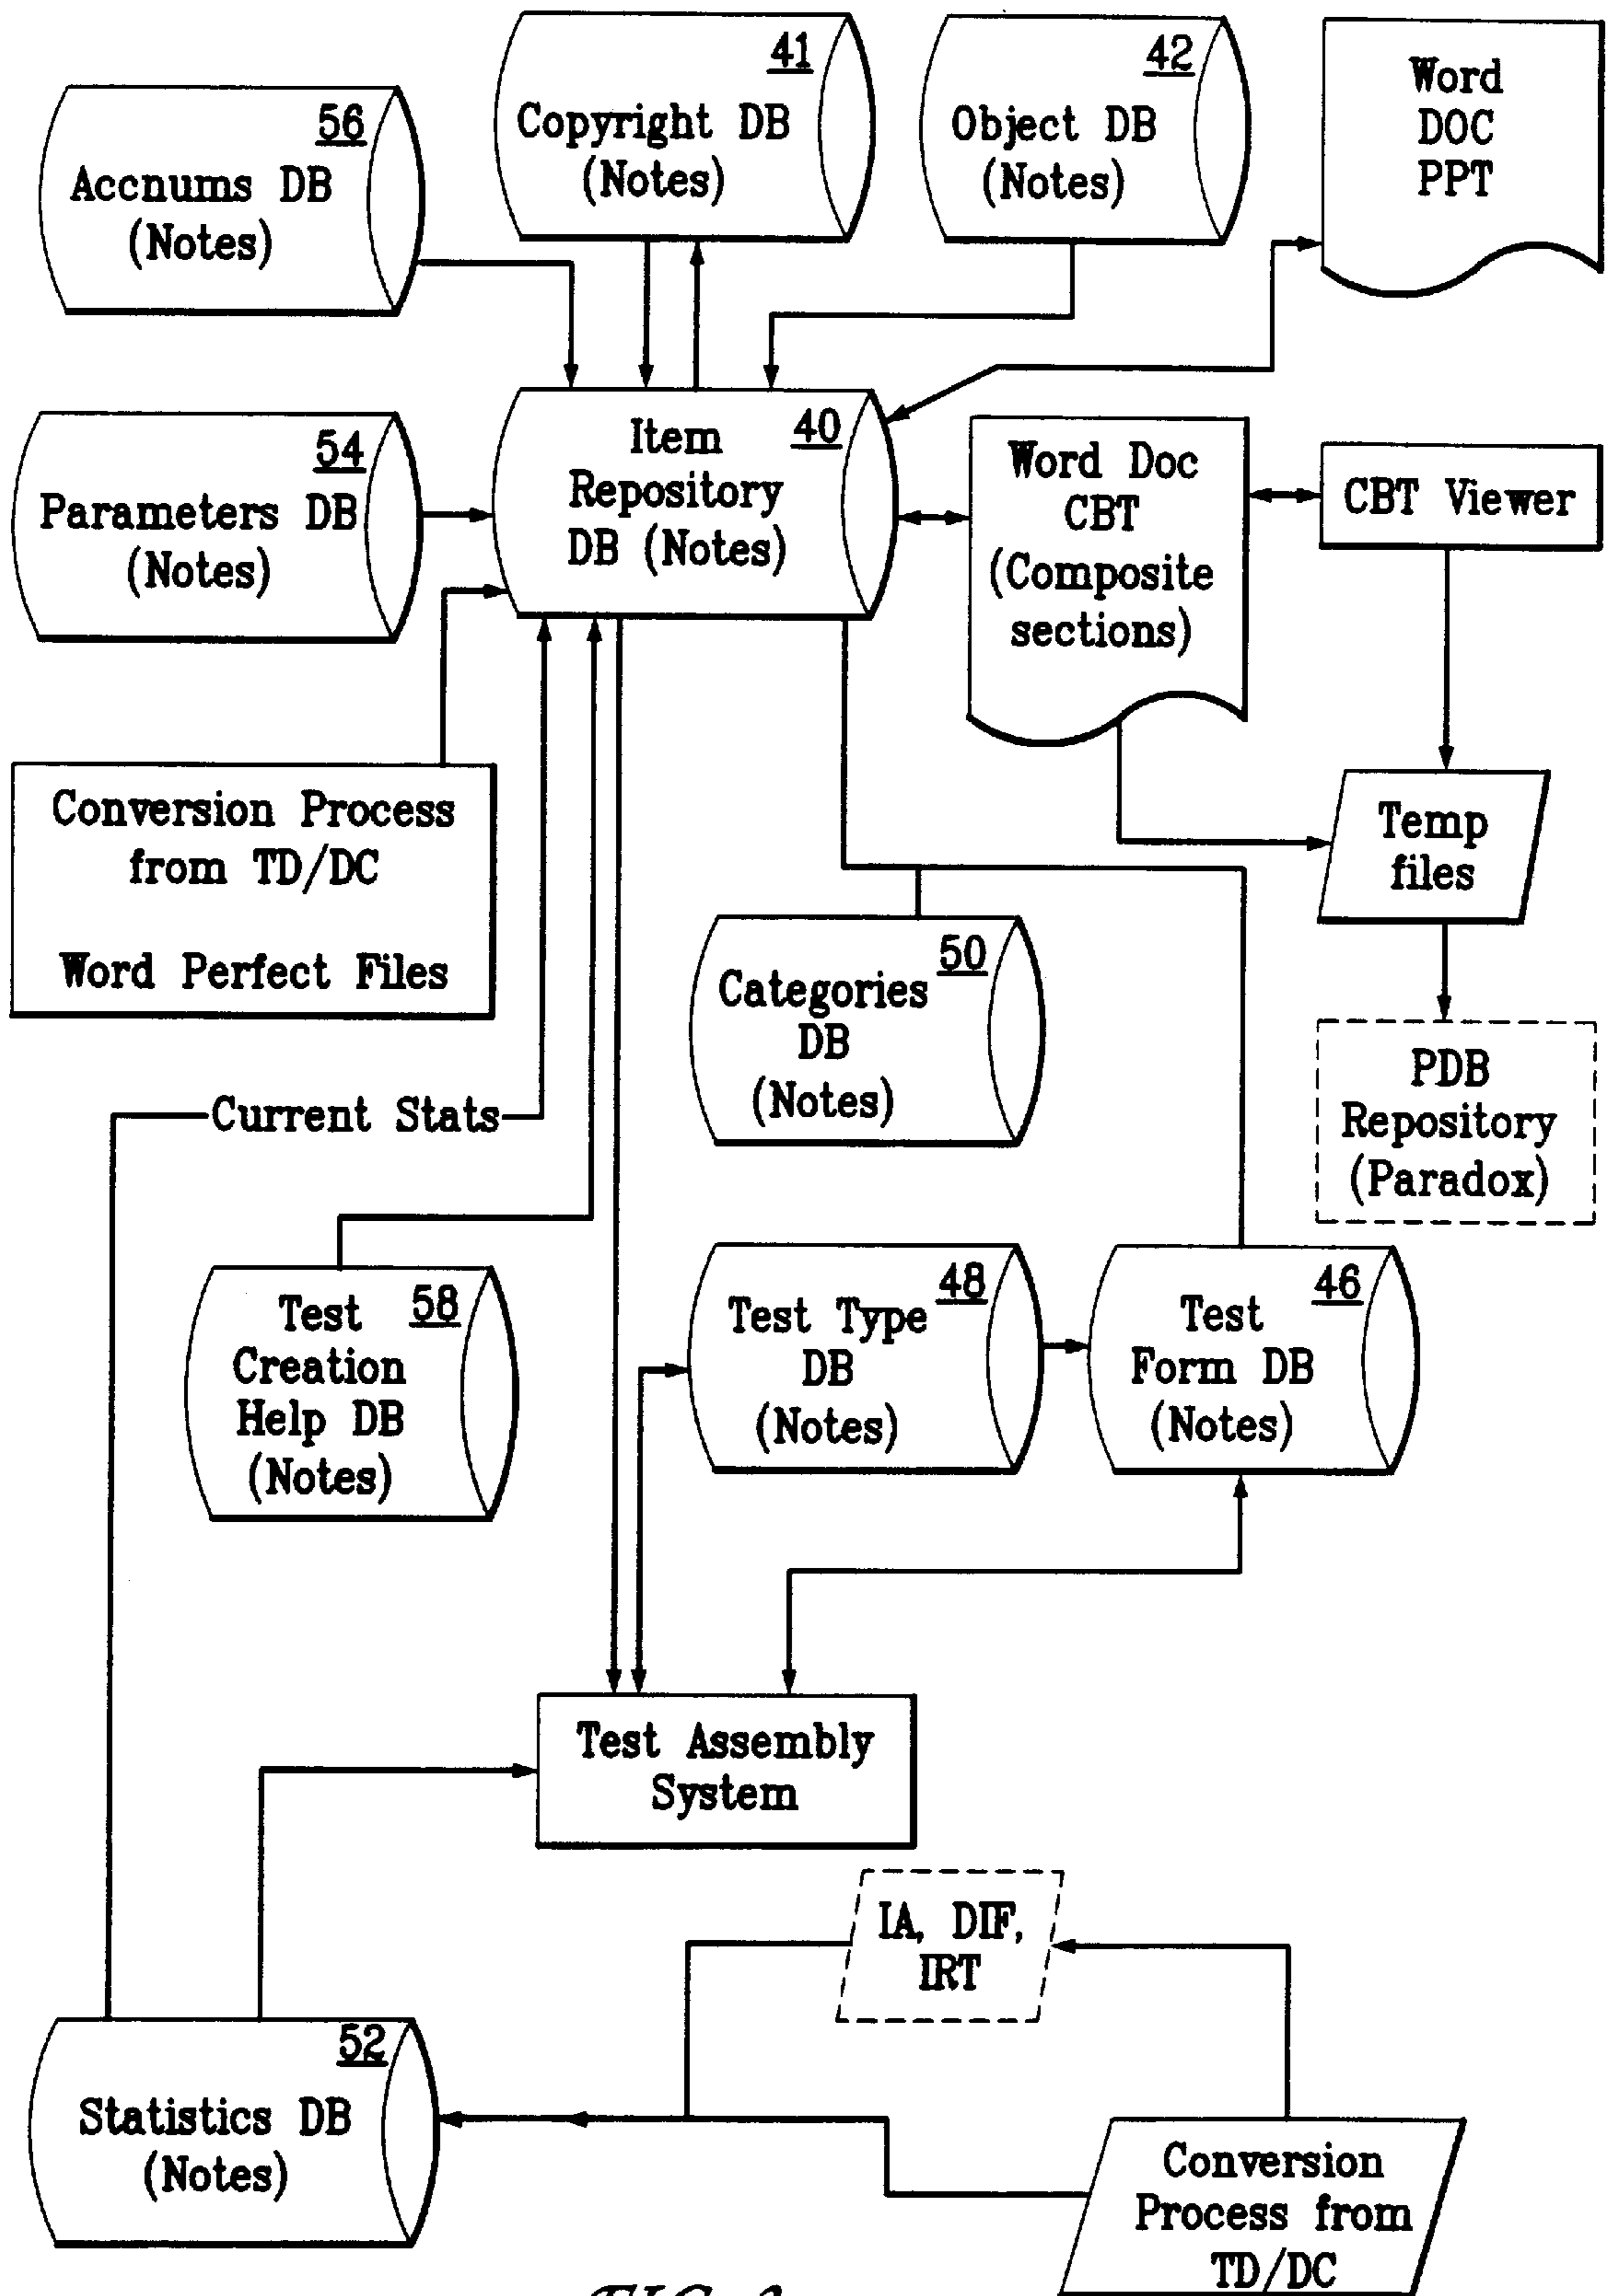 41
Copyright DB
(Notes)
42
Object DB
(Notes)
Word
DOC
PPT
56
Accnums DB
(Notes)
54
Parameters DB
(Notes)
40
Item
Repository
DB (Notes)
Word Doc
CBT
(Composite
sections)
CBT Viewer
Conversion Process
from TD/DC
Word Perfect Files
Temp
files
50
Categories
DB
(Notes)
PDB
Repository
(Paradox)
Current Stats
58
Test
Creation
Help DB
(Notes)
48
Test Type
DB
(Notes)
46
Test
Form DB
(Notes)
Test Assembly
System
IA, DIF,
IRT
52
Statistics DB
(Notes)
Conversion
Process from
TD/DC